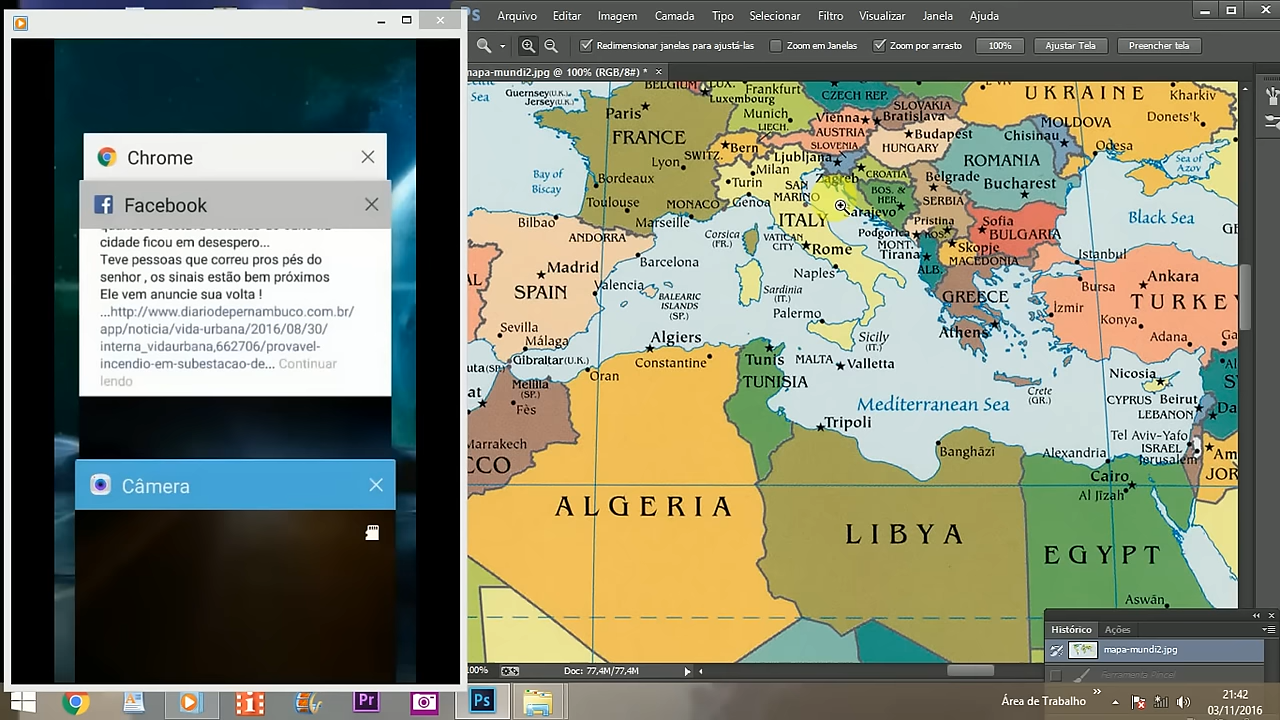 Chrome
Facebook
cidade ficou em desespero...
Teve pessoas que correu pros pés do
senhor , os sinais estão bem próximos
Ele vem anuncie sua volta !
...http://www.diariodepernambuco.com.br/
app/noticia/vida-urbana/2016/08/30/
interna_vidaurbana,662706/provavel-
incendio-em-subestacao-de... Continuar
lendo
Câmera
Arquivo Editar Imagem Camada Tipo Selecionar Filtro Visualizar Janela Ajuda
Redimensionar janelas para ajustá-las Zoom em Janelas Zoom por arrasto 100% Ajustar Tela Preencher tela
mapa-mundi2.jpg @ 100% (RGB/8#) *
Sea
Guernsey(U.K.)
Jersey(U.K.)
BELGIUM
LUX.
Luxembourg
Frankfurt
CZECH REP.
UKRAINE
Kharkiv
Paris
Munich
LIECH.
Vienna
SLOVAKIA
Bratislava
MOLDOVA
Donets'k
FRANCE
AUSTRIA
Budapest
Chisinau
Bern
SWITZ.
SLOVENIA
HUNGARY
Odessa
Lyon
Ljubljana
ROMANIA
Sea of
Azov
Bay of
Biscay
Bordeaux
Turin
Milan
Zagreb
CROATIA
Belgrade
Bucharest
Toulouse
MONACO
Genoa
SAN
MARINO
BOS. &
HER.
SERBIA
Black Sea
Bilbao
Marseille
ITALY
Sarajevo
Pristina
KOS.
Sofia
BULGARIA
ANDORRA
Corsica
(FR.)
VATICAN
CITY
Rome
Podgorica
MONT.
Skopje
MACEDONIA
Istanbul
Madrid
Barcelona
Tirana
ALB.
Ankara
SPAIN
Valencia
Naples
Bursa
TURKEY
BALEARIC
ISLANDS
(SP.)
Sardinia
(IT.)
GREECE
İzmir
Konya
Sevilla
Palermo
Athens
Adana
Málaga
Algiers
Sicily
(IT.)
Gibraltar(U.K.)
Constantine
Tunis
MALTA
Valletta
Nicosia
Oran
TUNISIA
Crete
(GR.)
CYPRUS
Beirut
LEBANON
Melilla
(SP.)
Fès
Mediterranean Sea
Tripoli
Tel Aviv-Yafo
ISRAEL
Jerusalem
Marrakech
Banghāzī
Alexandria
Cairo
Al Jīzah
ALGERIA
LIBYA
EGYPT
Aswān
Histórico Ações
mapa-mundi2.jpg
100% Doc: 77,4M/77,4M
Área de Trabalho
21:42
03/11/2016